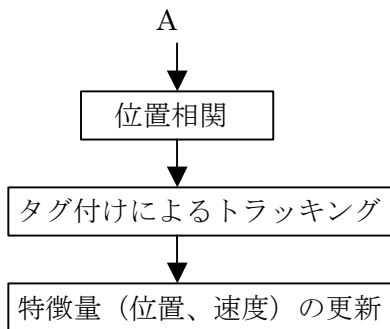 A
位置相関
タグ付けによるトラッキング
特徴量（位置、速度）の更新